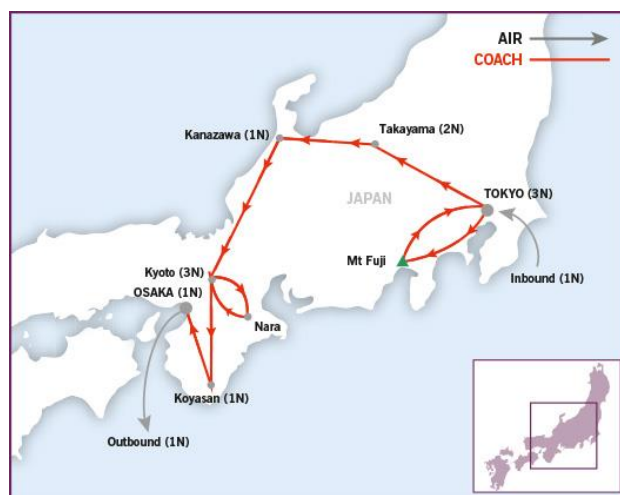 AIR
COACH
Kanazawa (1N)
Takayama (2N)
JAPAN
TOKYO (3N)
Mt Fuji
Inbound (1N)
Kyoto (3N)
OSAKA (1N)
Nara
Koyasan (1N)
Outbound (1N)